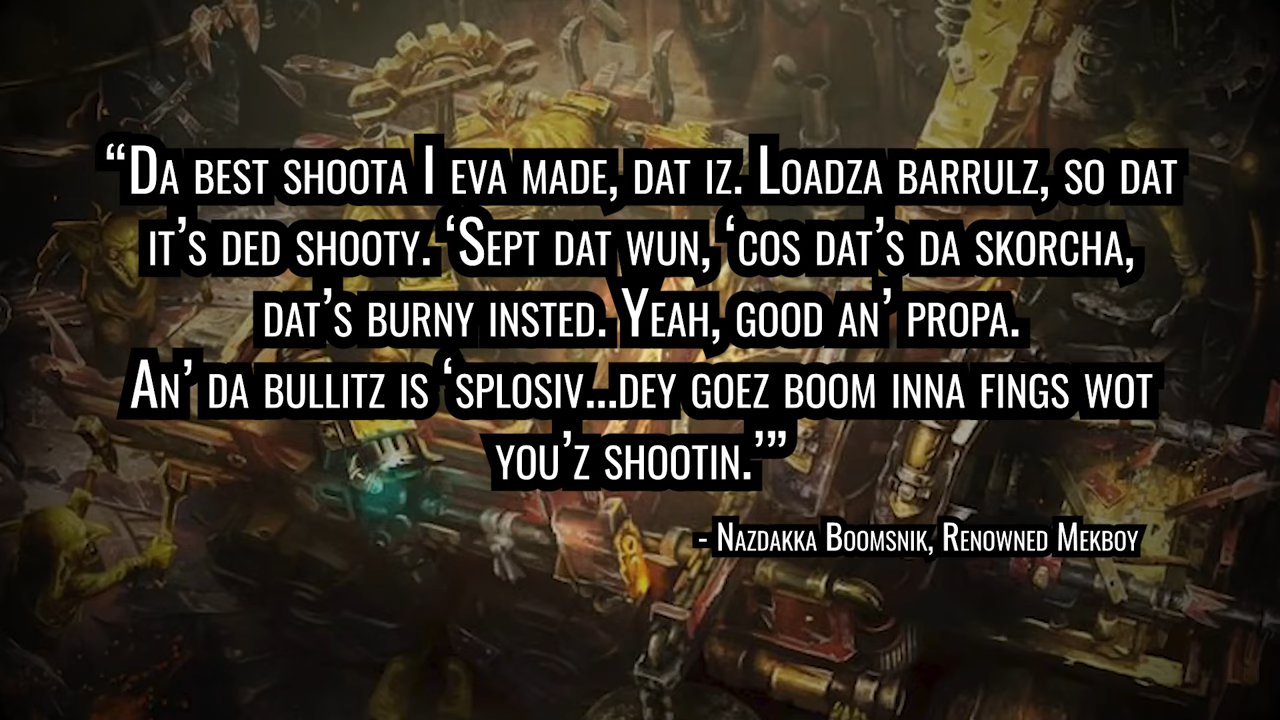 “Da best shoota I eva made, dat iz. Loadza barrulz, so dat
it’s ded shooty. ‘Sept dat wun, ‘cos dat’s da skorcha,
dat’s burny insted. Yeah, good an’ propa.
An’ da bullitz is ‘splosiv...dey goez boom inna fings wot
you’z shootin.’”
- Nazdakka Boomsnik, Renowned Mekboy